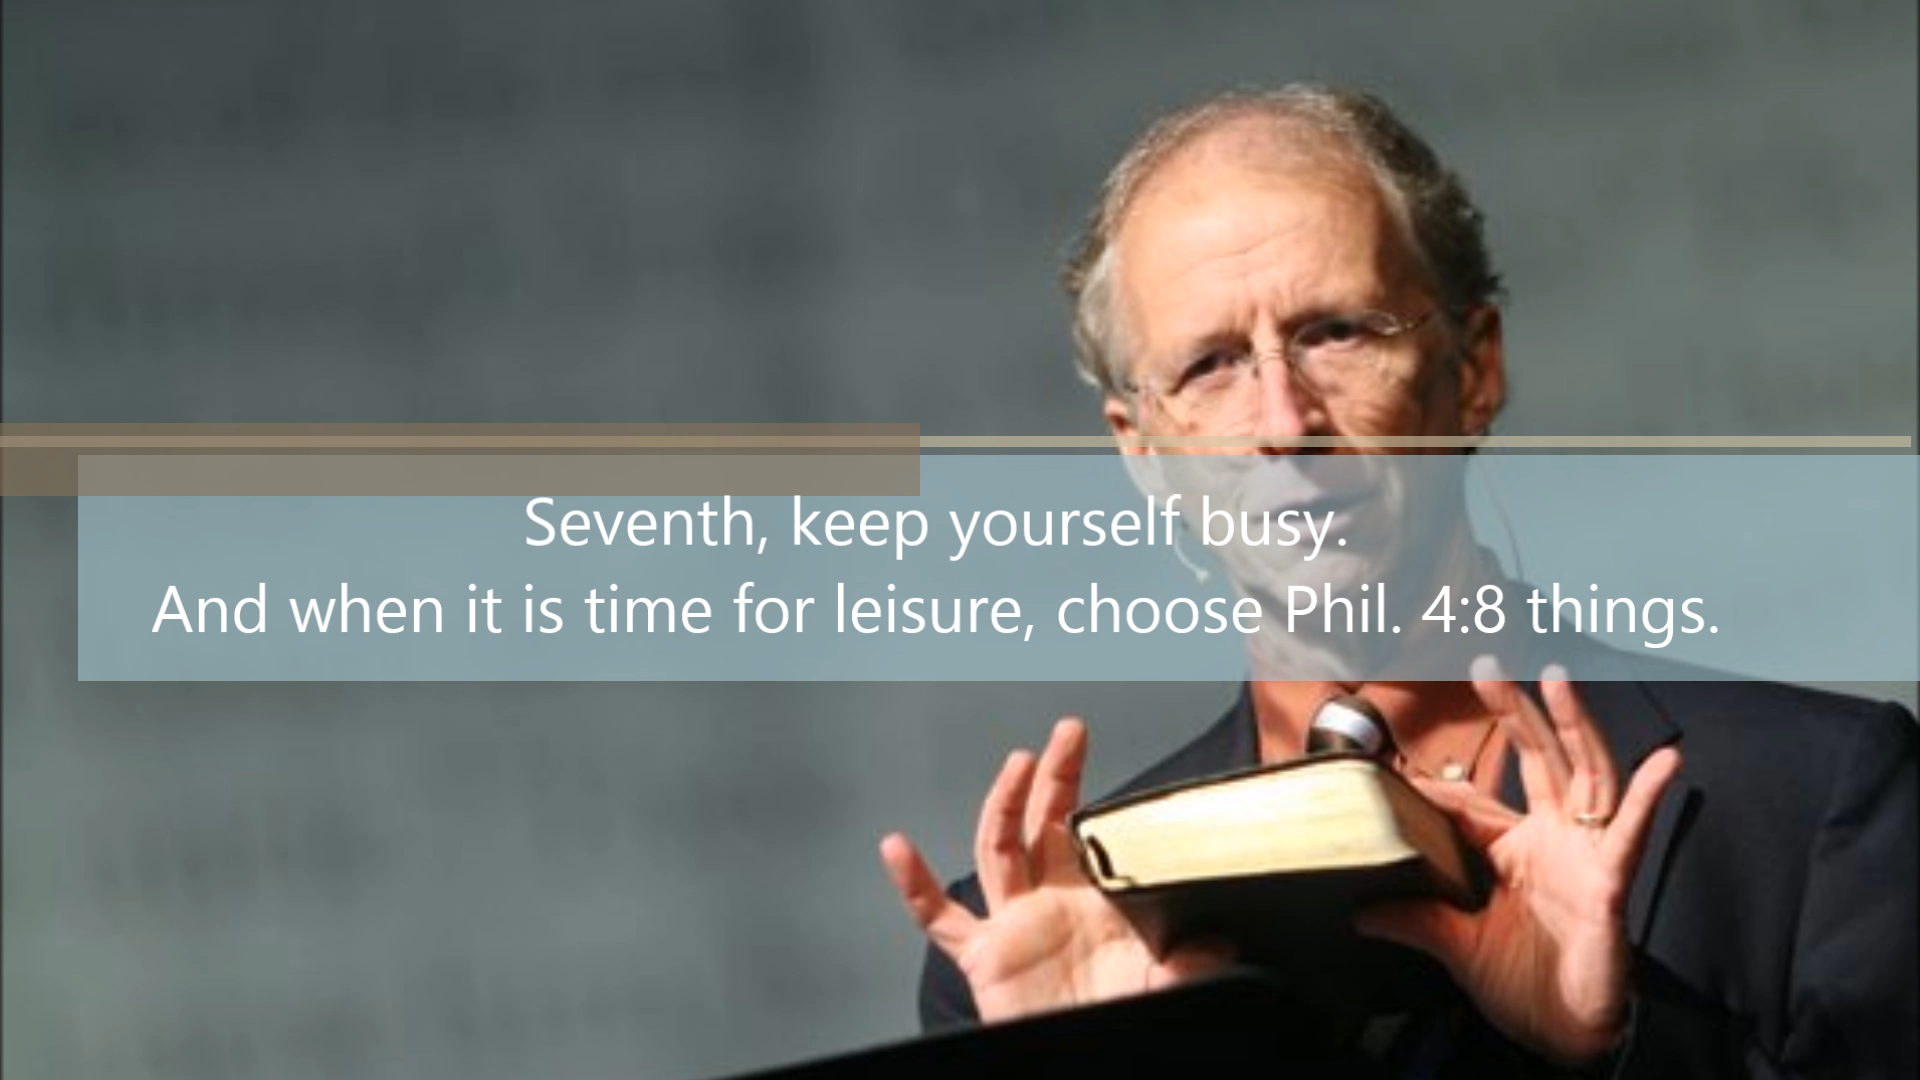 Seventh, keep yourself busy.
And when it is time for leisure, choose Phil. 4:8 things.